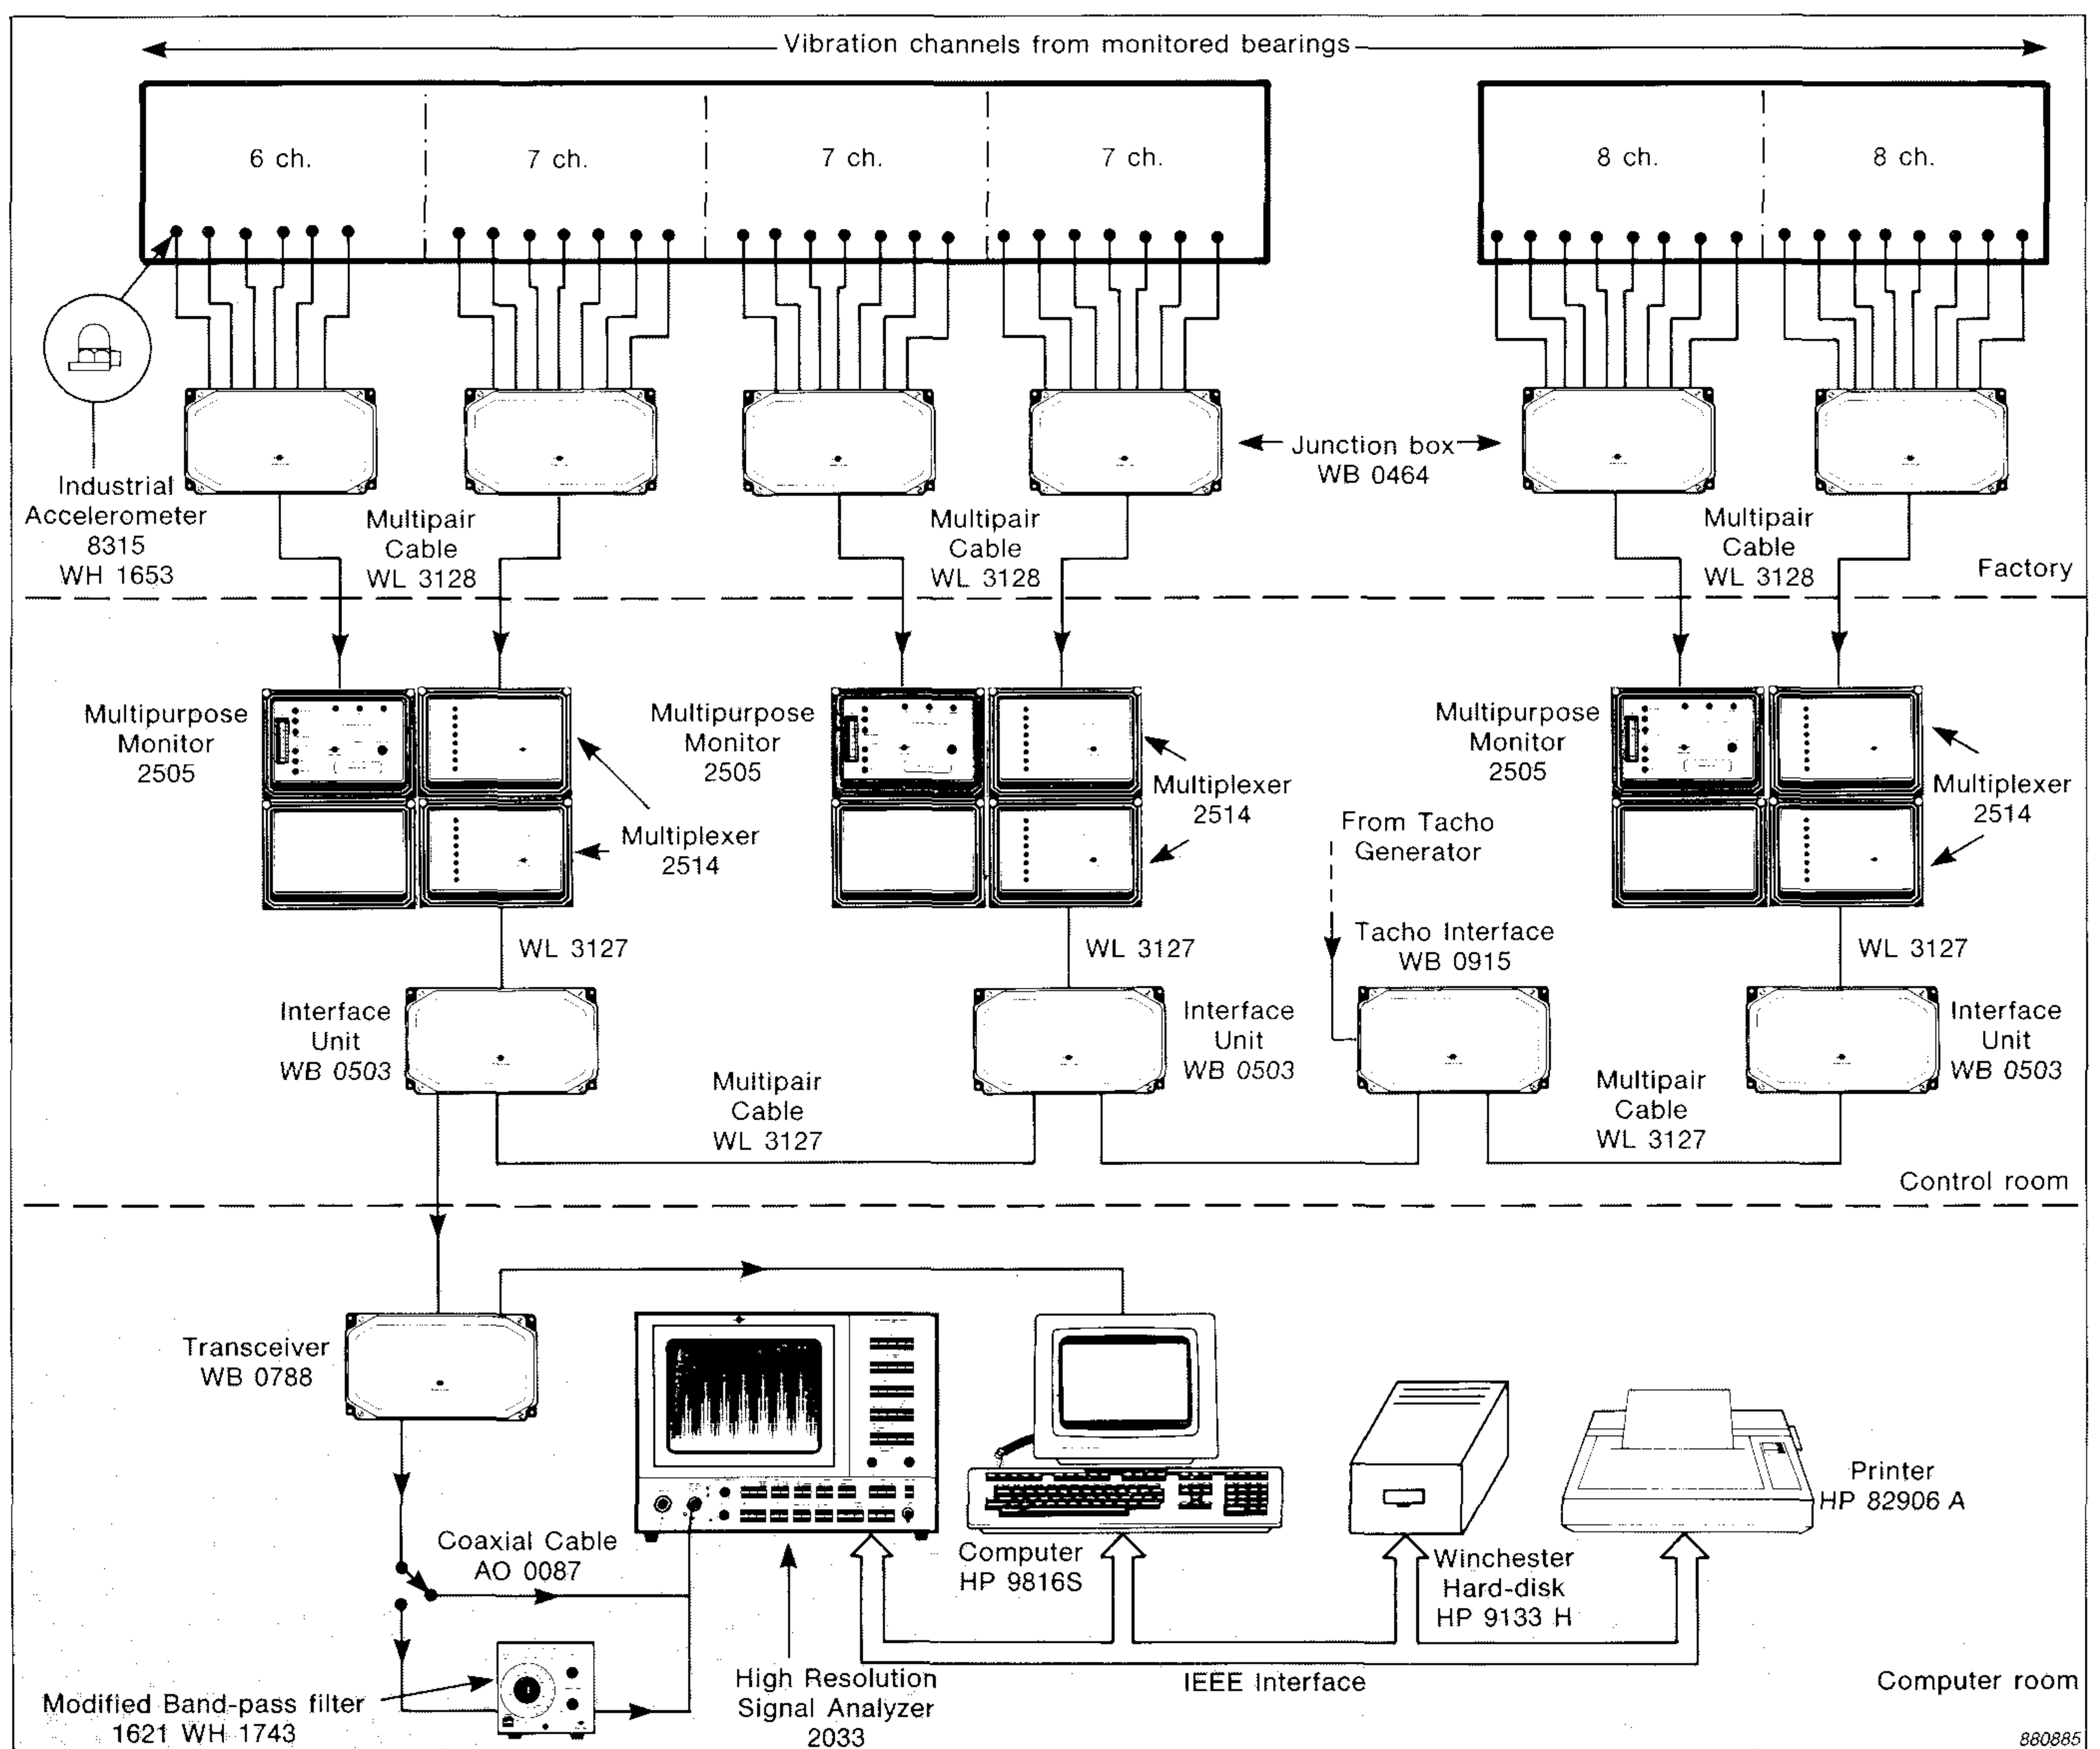 Vibration channels from monitored bearings
6 ch.
7 ch.
7 ch.
7 ch.
8 ch.
8 ch.
Industrial
Accelerometer
8315
WH 1653
Multipair
Cable
WL 3128
Multipair
Cable
WL 3128
Junction box
WB 0464
Multipair
Cable
WL 3128
Factory
Multipurpose
Monitor
2505
Multiplexer
2514
Multipurpose
Monitor
2505
Multiplexer
2514
From Tacho
Generator
Multipurpose
Monitor
2505
Multiplexer
2514
WL 3127
WL 3127
Tacho Interface
WB 0915
WL 3127
Interface
Unit
WB 0503
Multipair
Cable
WL 3127
Interface
Unit
WB 0503
Multipair
Cable
WL 3127
Interface
Unit
WB 0503
Control room
Transceiver
WB 0788
Coaxial Cable
AO 0087
Modified Band-pass filter
1621 WH 1743
High Resolution
Signal Analyzer
2033
Computer
HP 9816S
Winchester
Hard-disk
HP 9133 H
Printer
HP 82906 A
IEEE Interface
Computer room
880885